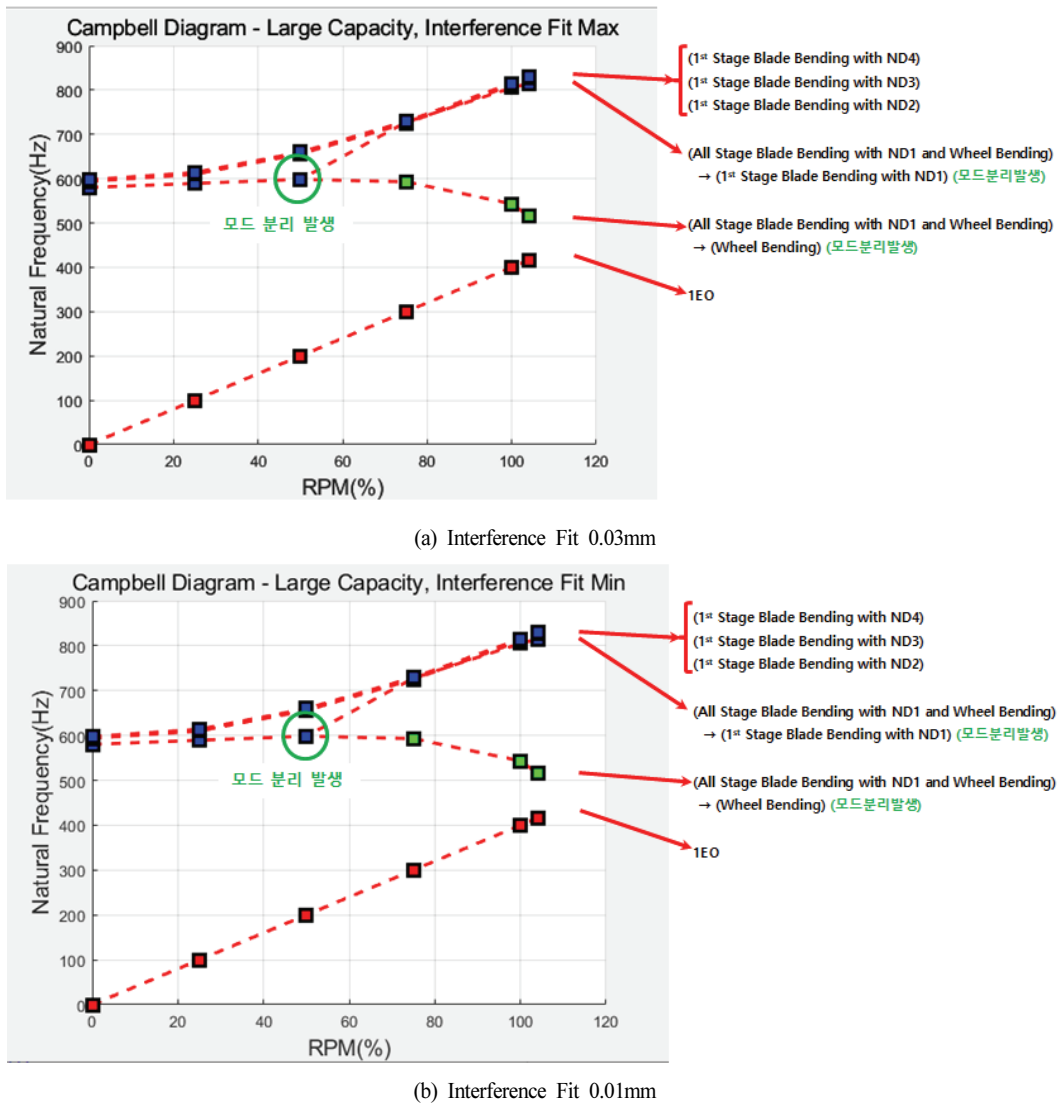 Campbell Diagram - Large Capacity, Interference Fit Max
Natural Frequency(Hz)
900
800
700
600
500
400
300
200
100
0
0 20 40 60 80 100 120
RPM(%)
모드 분리 발생
(1st Stage Blade Bending with ND4)
(1st Stage Blade Bending with ND3)
(1st Stage Blade Bending with ND2)
(All Stage Blade Bending with ND1 and Wheel Bending)
→ (1st Stage Blade Bending with ND1) (모드분리발생)
(All Stage Blade Bending with ND1 and Wheel Bending)
→ (Wheel Bending) (모드분리발생)
1EO
(a) Interference Fit 0.03mm
Campbell Diagram - Large Capacity, Interference Fit Min
Natural Frequency(Hz)
900
800
700
600
500
400
300
200
100
0
0 20 40 60 80 100 120
RPM(%)
모드 분리 발생
(1st Stage Blade Bending with ND4)
(1st Stage Blade Bending with ND3)
(1st Stage Blade Bending with ND2)
(All Stage Blade Bending with ND1 and Wheel Bending)
→ (1st Stage Blade Bending with ND1) (모드분리발생)
(All Stage Blade Bending with ND1 and Wheel Bending)
→ (Wheel Bending) (모드분리발생)
1EO
(b) Interference Fit 0.01mm